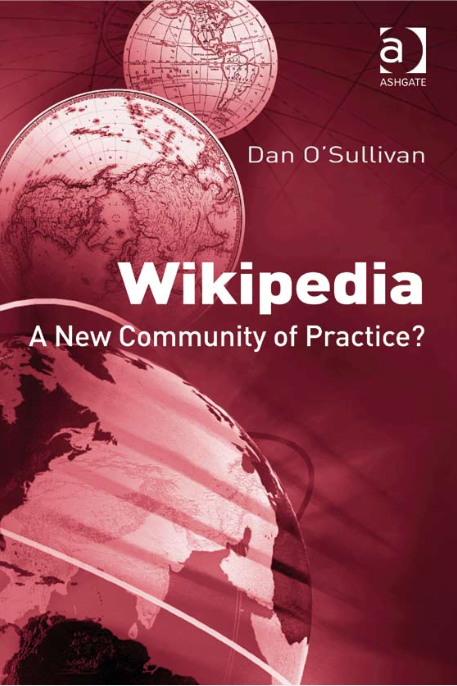 a
ASHGATE
Dan O'Sullivan
Wikipedia
A New Community of Practice?